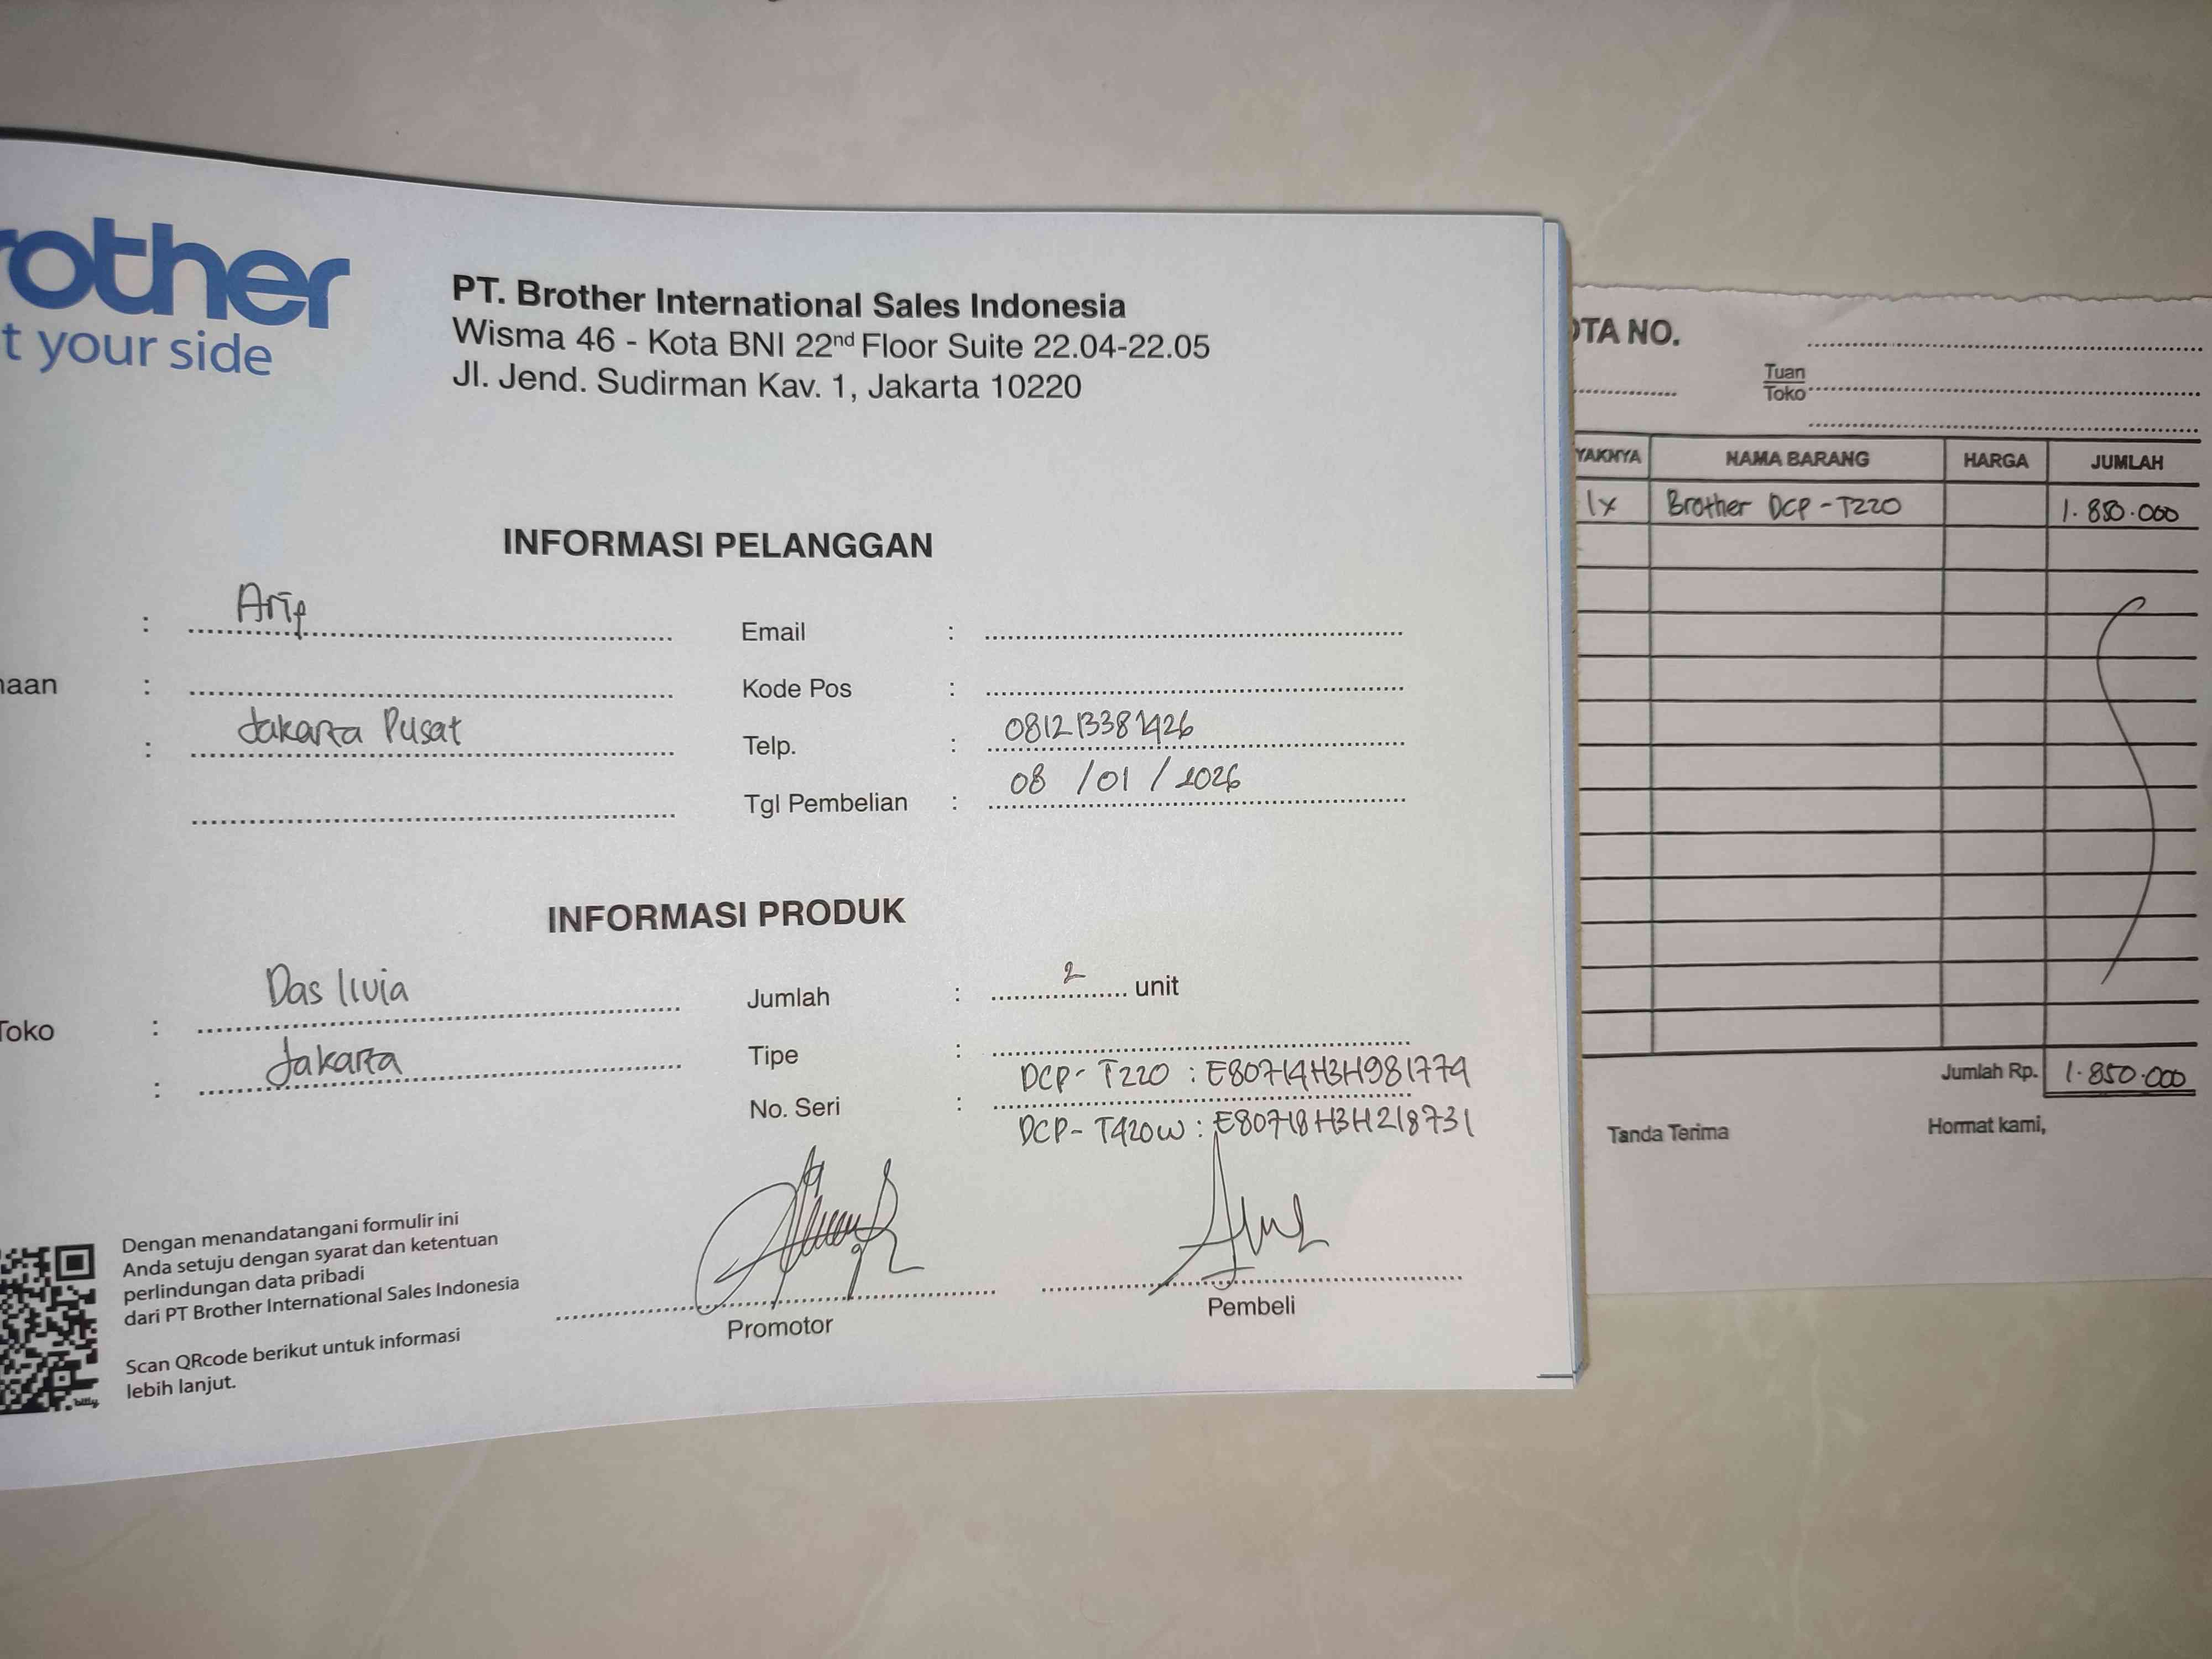 rother
t your side
PT. Brother International Sales Indonesia
Wisma 46 - Kota BNI 22nd Floor Suite 22.04-22.05
Jl. Jend. Sudirman Kav. 1, Jakarta 10220
INFORMASI PELANGGAN
: Arif
Email :
naan :
Kode Pos :
: Jakarta Pusat
Telp. :
Tgl Pembelian : 08 / 01 / 2026
INFORMASI PRODUK
: Das livia
Jumlah : 2 unit
Toko :
Tipe :
: Jakarta
DCP - T220 : E80714H3H981774
No. Seri :
DCP - T420W : E80718H3H218731
Dengan menandatangani formulir ini
Anda setuju dengan syarat dan ketentuan
perlindungan data pribadi
dari PT Brother International Sales Indonesia
Scan QRcode berikut untuk informasi
lebih lanjut.
bitly
Promotor
Pembeli
OTA NO.
Tuan
Toko
YAKNYA NAMA BARANG HARGA JUMLAH
1x Brother DCP - T220 1.850.000
Jumlah Rp. 1.850.000
Tanda Terima
Hormat kami,